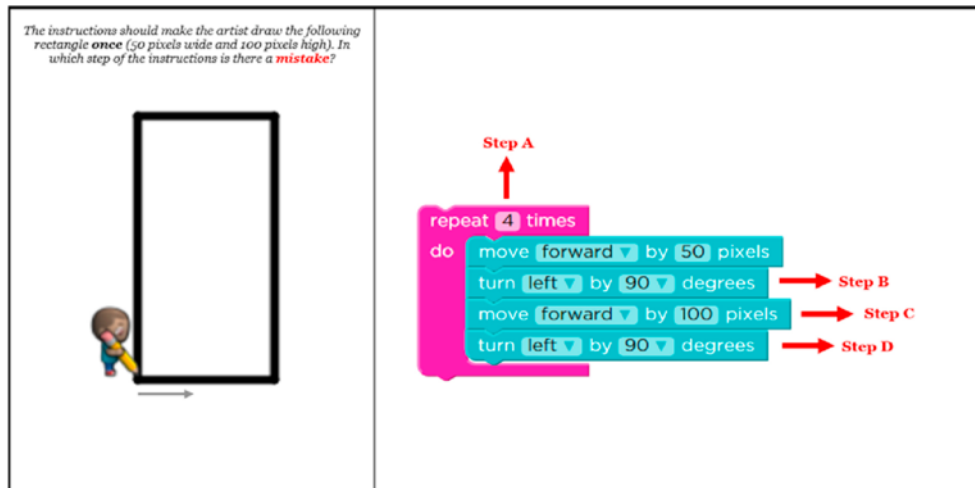 The instructions should make the artist draw the following
rectangle once (50 pixels wide and 100 pixels high). In
which step of the instructions is there a mistake?
Step A
repeat 4 times
do move forward by 50 pixels
turn left by 90 degrees
Step B
move forward by 100 pixels
Step C
turn left by 90 degrees
Step D